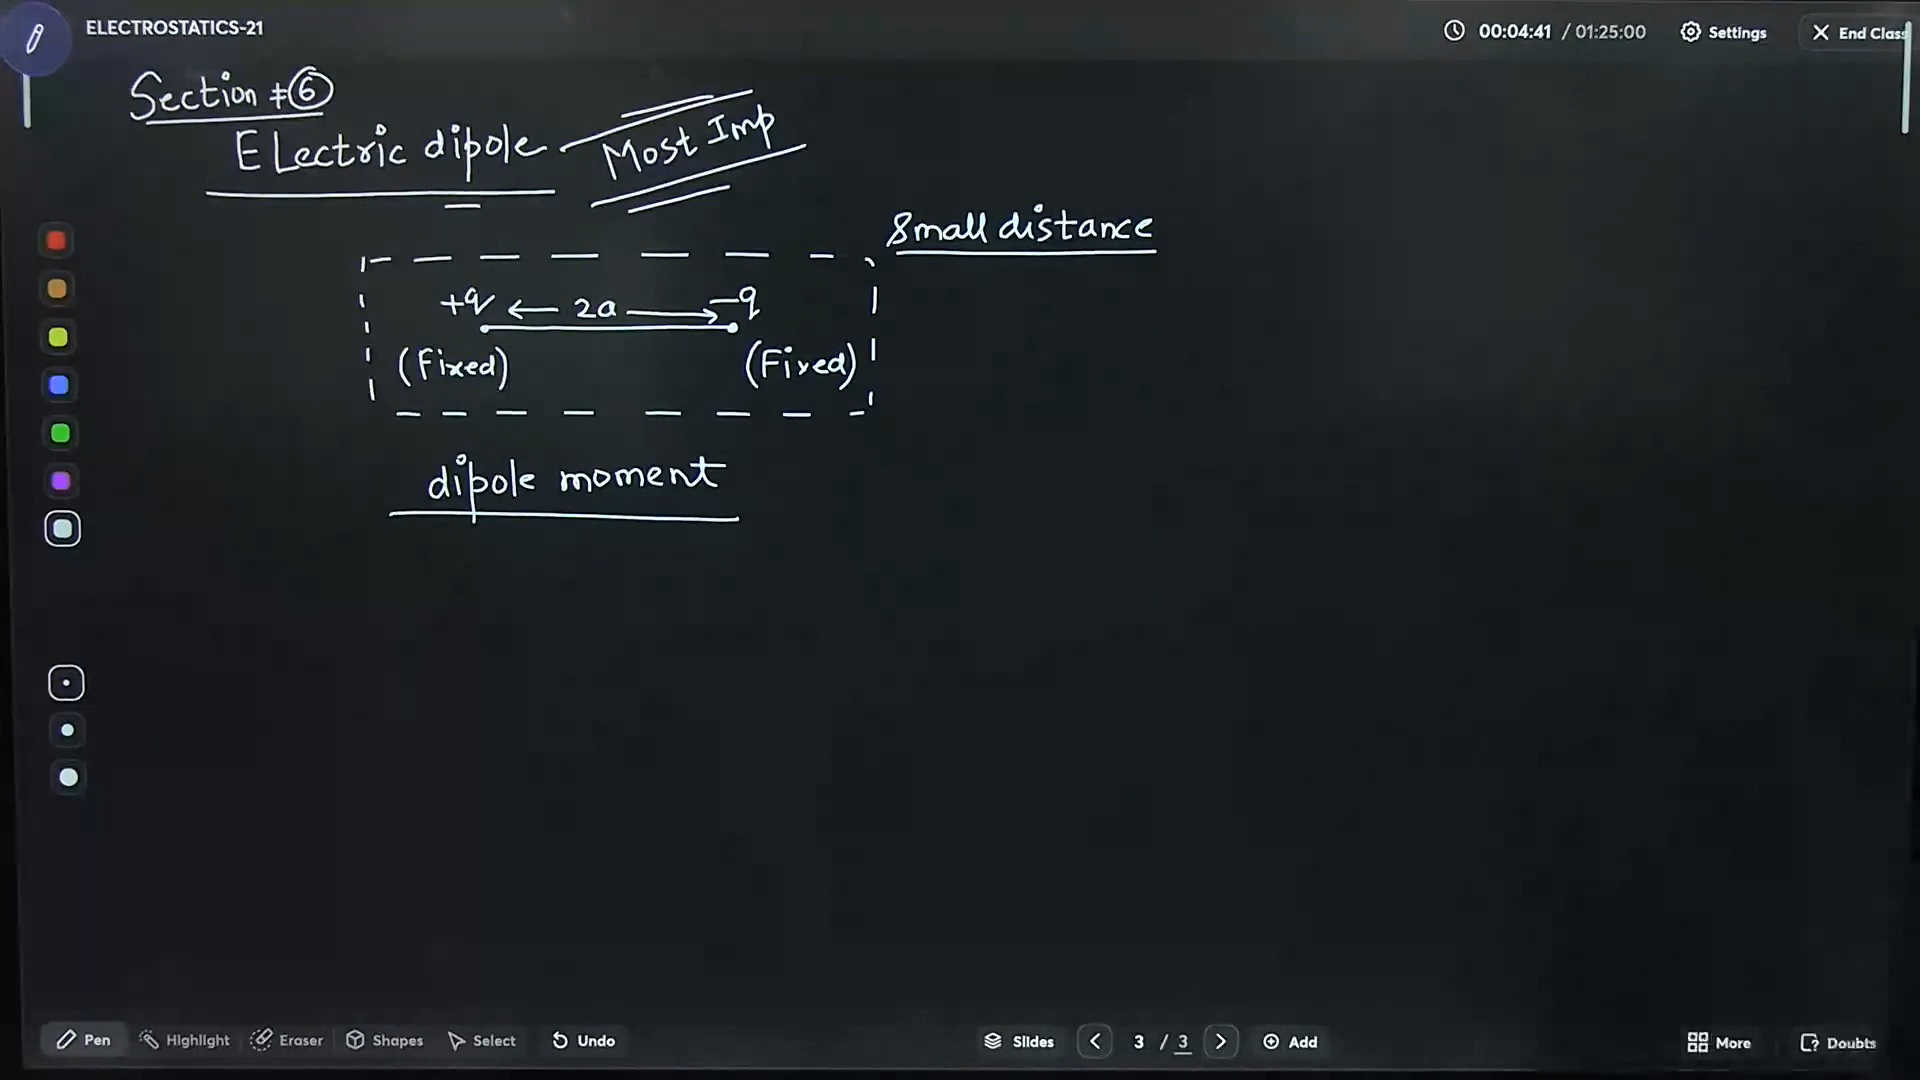 ELECTROSTATICS-21
00:04:41 / 01:25:00 Settings End Class
Section #6
Electric dipole
Most Imp
Small distance
+q ← 2a → -q
(Fixed) (Fixed)
dipole moment
Pen Highlight Eraser Shapes Select Undo Slides 3 / 3 Add More Doubts